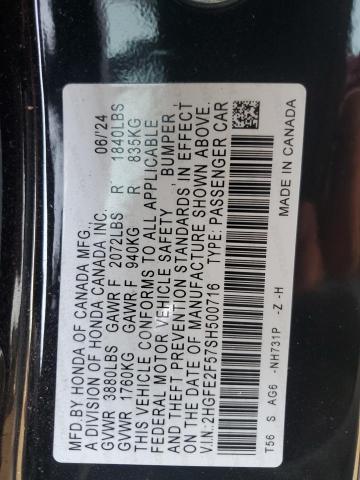 MFD.BY HONDA OF CANADA MFG., 06/'24
A DIVISION OF HONDA CANADA INC.
GVWR 3880LBS GAWR F 2072LBS R 1840LBS
GVWR 1760KG GAWR F 940KG R 835KG
THIS VEHICLE CONFORMS TO ALL APPLICABLE
FEDERAL MOTOR VEHICLE SAFETY , BUMPER ,
AND THEFT PREVENTION STANDARDS IN EFFECT
ON THE DATE OF MANUFACTURE SHOWN ABOVE.
V.I.N.:2HGFE2F57SH500716 TYPE: PASSENGER CAR
T56 S AG6 -NH731P -Z -H MADE IN CANADA